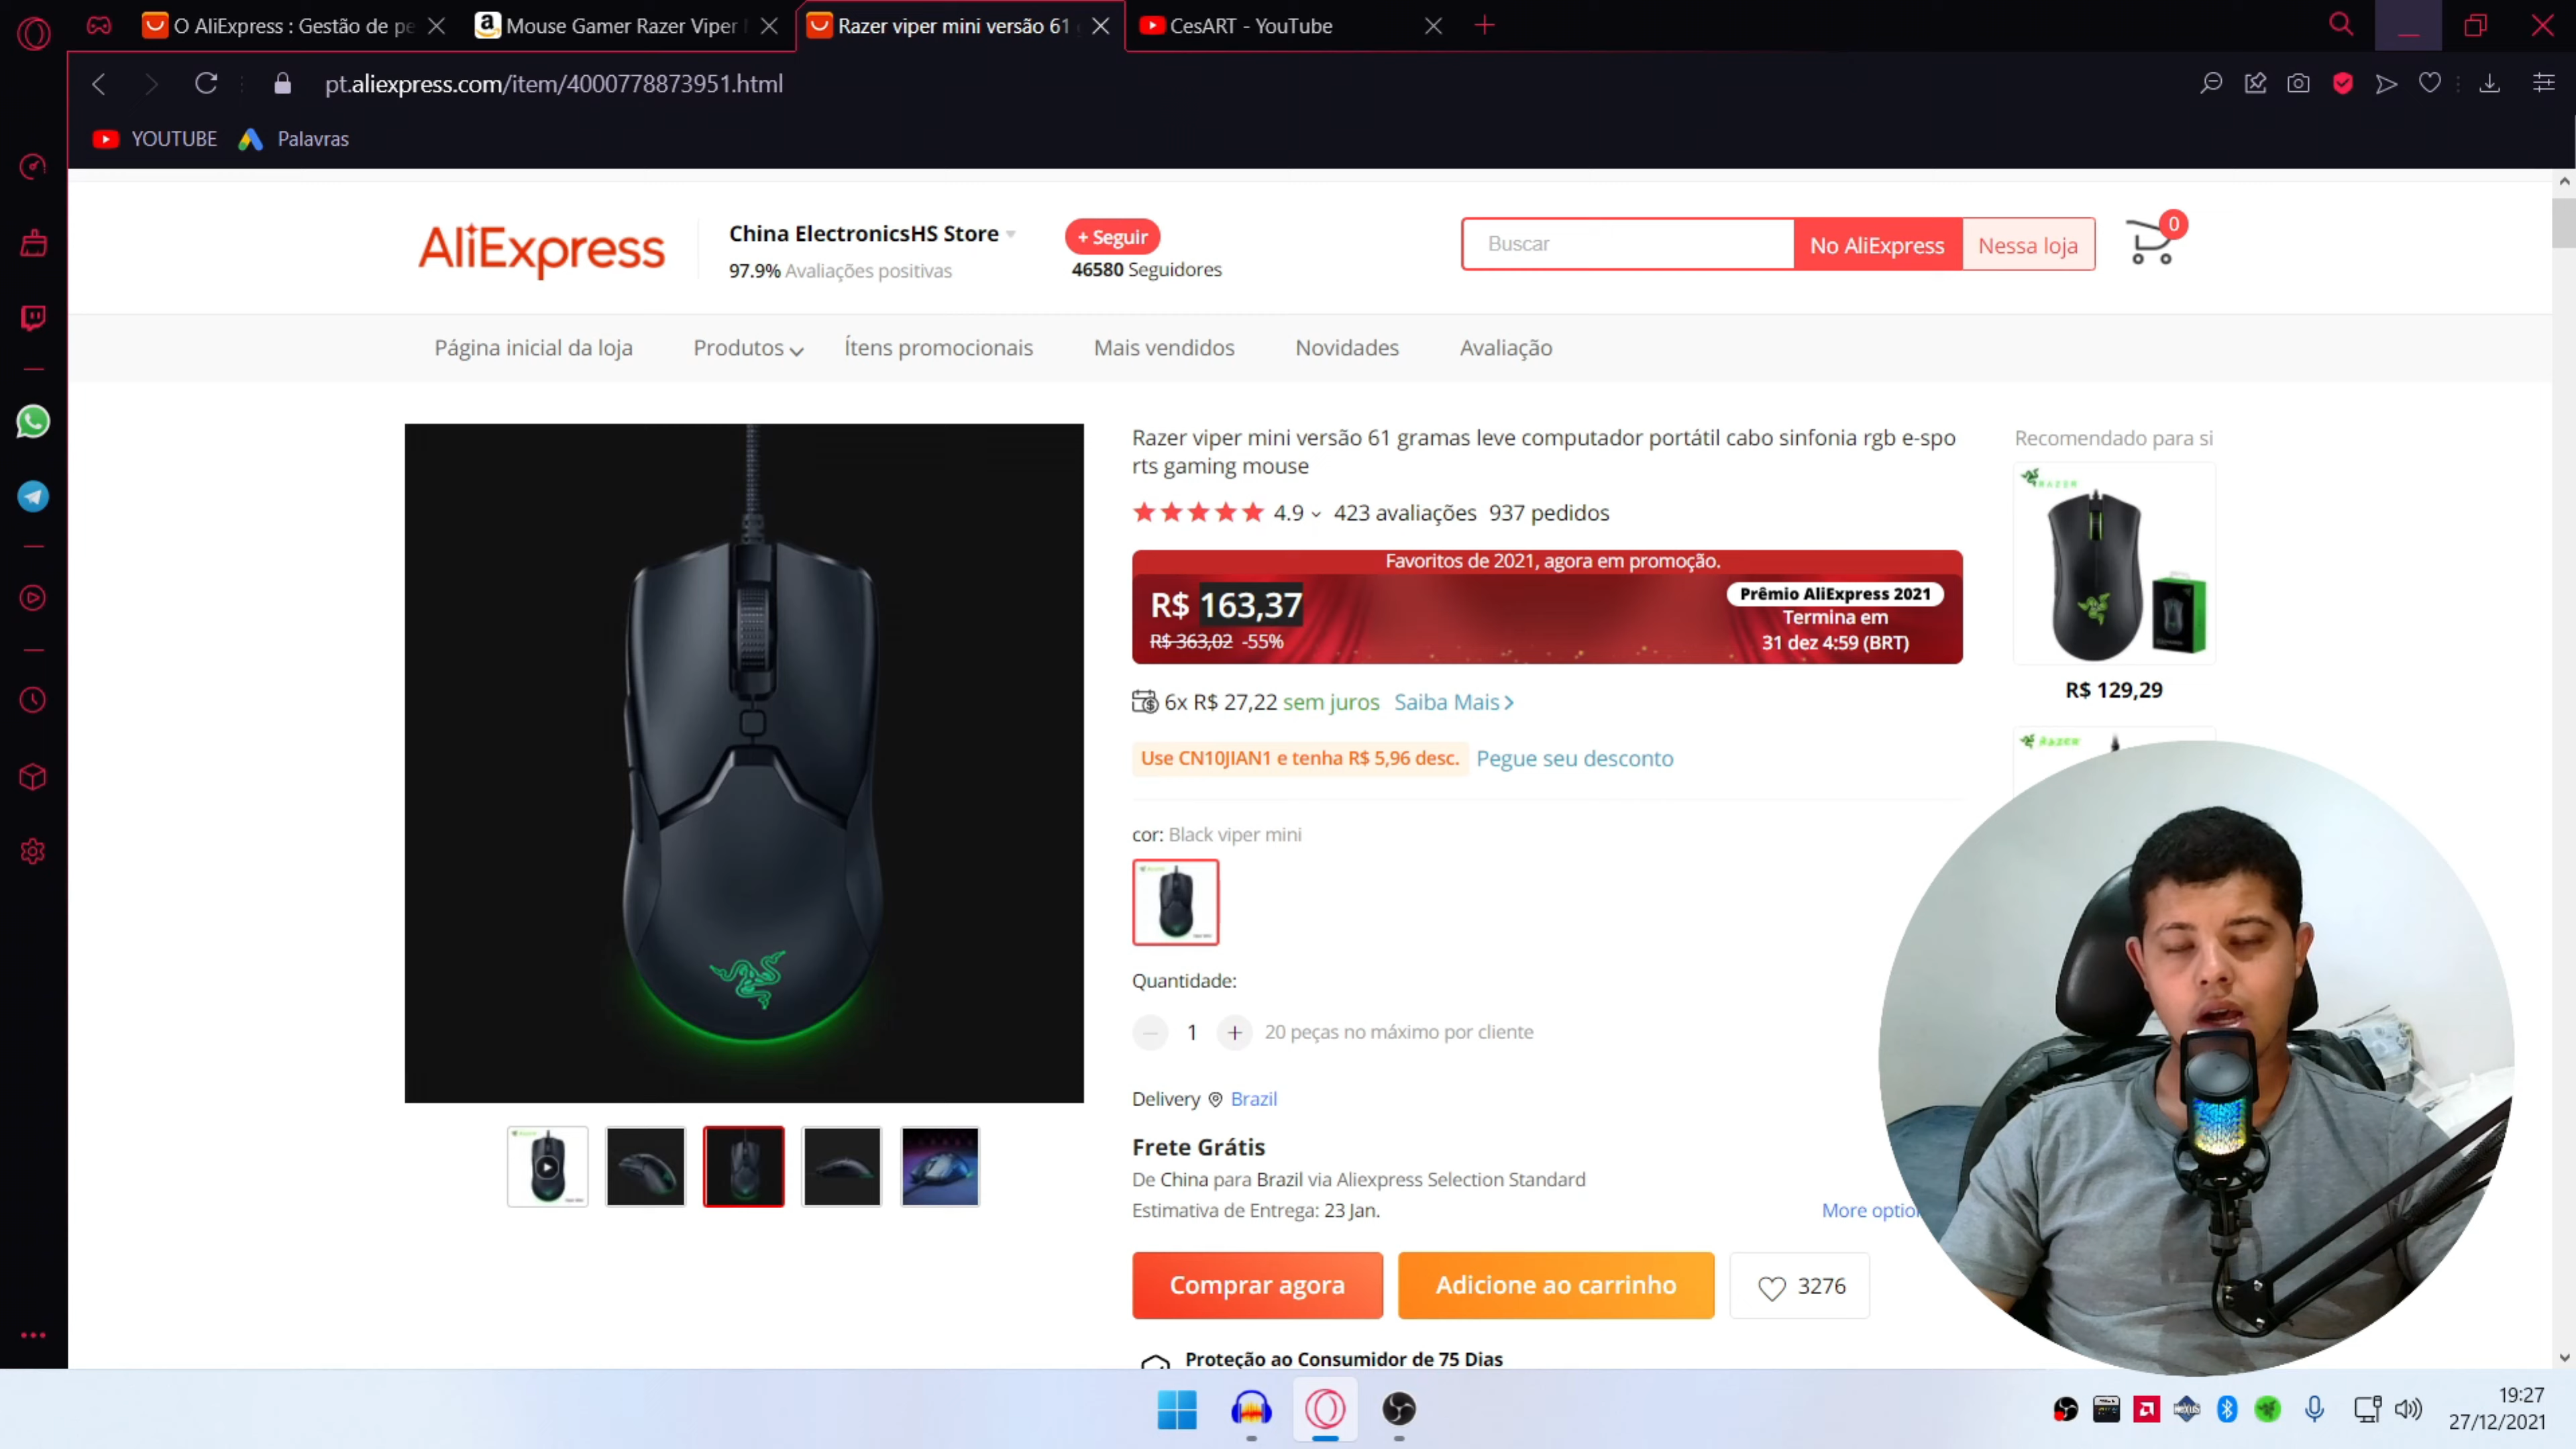 O AliExpress : Gestão de pe
Mouse Gamer Razer Viper
Razer viper mini versão 61
CesART - YouTube
pt.aliexpress.com/item/4000778873951.html
YOUTUBE
Palavras
AliExpress
China ElectronicsHS Store
97.9% Avaliações positivas
+ Seguir
46580 Seguidores
Buscar
No AliExpress
Nessa loja
0
Página inicial da loja
Produtos
Ítens promocionais
Mais vendidos
Novidades
Avaliação
Razer viper mini versão 61 gramas leve computador portátil cabo sinfonia rgb e-spo
rts gaming mouse
4.9
423 avaliações
937 pedidos
Favoritos de 2021, agora em promoção.
R$ 163,37
R$ 363,02 -55%
Prêmio AliExpress 2021
Termina em
31 dez 4:59 (BRT)
6x R$ 27,22 sem juros
Saiba Mais
Use CN10JIAN1 e tenha R$ 5,96 desc.
Pegue seu desconto
cor: Black viper mini
Quantidade:
1
20 peças no máximo por cliente
Delivery
Brazil
Frete Grátis
De China para Brazil via Aliexpress Selection Standard
Estimativa de Entrega: 23 Jan.
More option
Comprar agora
Adicione ao carrinho
3276
Proteção ao Consumidor de 75 Dias
Recomendado para si
RAZER
R$ 129,29
RAZER
19:27
27/12/2021